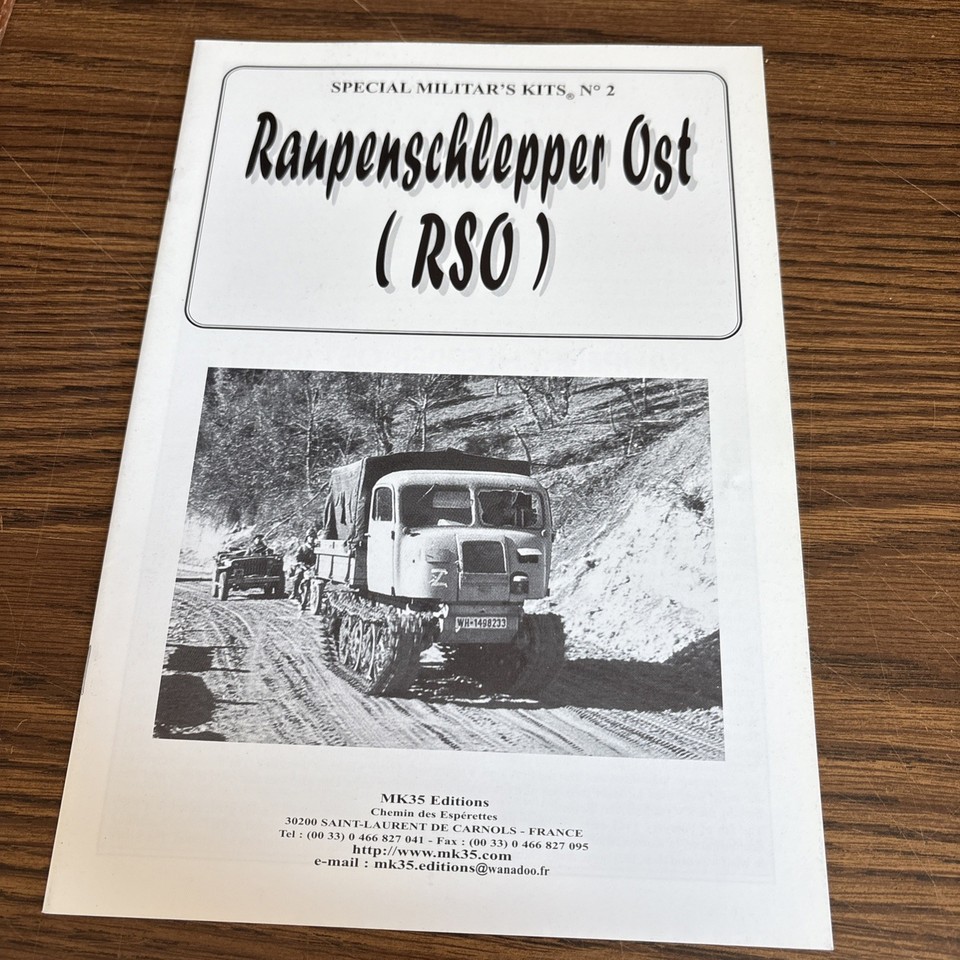 SPECIAL MILITAR'S KITS® N° 2
Raupenschlepper Ost
( RSO )
WH-1498233
MK35 Editions
Chemin des Espérettes
30200 SAINT-LAURENT DE CARNOLS - FRANCE
Tel : (00 33) 0 466 827 041 - Fax : (00 33) 0 466 827 095
http://www.mk35.com
e-mail : mk35.editions@wanadoo.fr